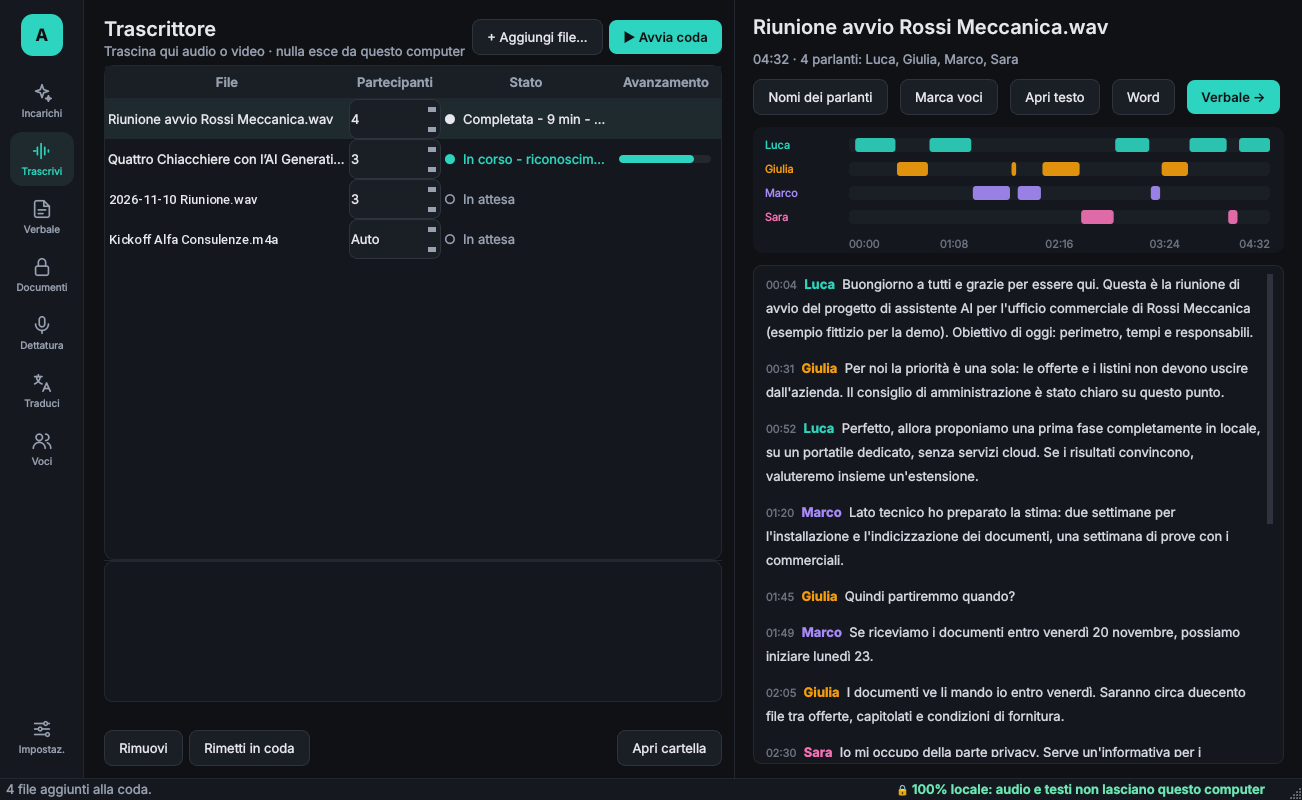 A
Incarichi
Trascrivi
Verbale
Documenti
Dettatura
Traduci
Voci
Impostaz.
Trascrittore
Trascina qui audio o video · nulla esce da questo computer
+ Aggiungi file...
▶ Avvia coda
File Partecipanti Stato Avanzamento
Riunione avvio Rossi Meccanica.wav 4 Completata - 9 min - ...
Quattro Chiacchiere con l'AI Generati... 3 In corso - riconoscim...
2026-11-10 Riunione.wav 3 In attesa
Kickoff Alfa Consulenze.m4a Auto In attesa
Rimuovi
Rimetti in coda
Apri cartella
Riunione avvio Rossi Meccanica.wav
04:32 · 4 parlanti: Luca, Giulia, Marco, Sara
Nomi dei parlanti
Marca voci
Apri testo
Word
Verbale →
Luca
Giulia
Marco
Sara
00:00 01:08 02:16 03:24 04:32
00:04 Luca Buongiorno a tutti e grazie per essere qui. Questa è la riunione di
avvio del progetto di assistente AI per l'ufficio commerciale di Rossi Meccanica
(esempio fittizio per la demo). Obiettivo di oggi: perimetro, tempi e responsabili.
00:31 Giulia Per noi la priorità è una sola: le offerte e i listini non devono uscire
dall'azienda. Il consiglio di amministrazione è stato chiaro su questo punto.
00:52 Luca Perfetto, allora proponiamo una prima fase completamente in locale,
su un portatile dedicato, senza servizi cloud. Se i risultati convincono,
valuteremo insieme un'estensione.
01:20 Marco Lato tecnico ho preparato la stima: due settimane per
l'installazione e l'indicizzazione dei documenti, una settimana di prove con i
commerciali.
01:45 Giulia Quindi partiremmo quando?
01:49 Marco Se riceviamo i documenti entro venerdì 20 novembre, possiamo
iniziare lunedì 23.
02:05 Giulia I documenti ve li mando io entro venerdì. Saranno circa duecento
file tra offerte, capitolati e condizioni di fornitura.
02:30 Sara Io mi occupo della parte privacy. Serve un'informativa per i
4 file aggiunti alla coda.
🔒 100% locale: audio e testi non lasciano questo computer